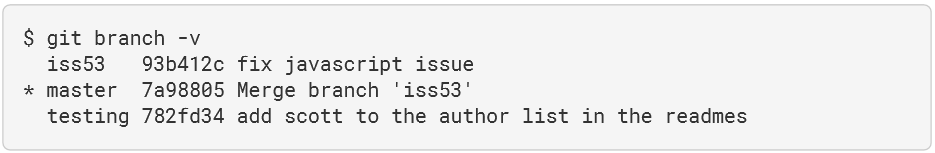 $ git branch -v
  iss53   93b412c fix javascript issue
* master  7a98805 Merge branch 'iss53'
  testing 782fd34 add scott to the author list in the readmes